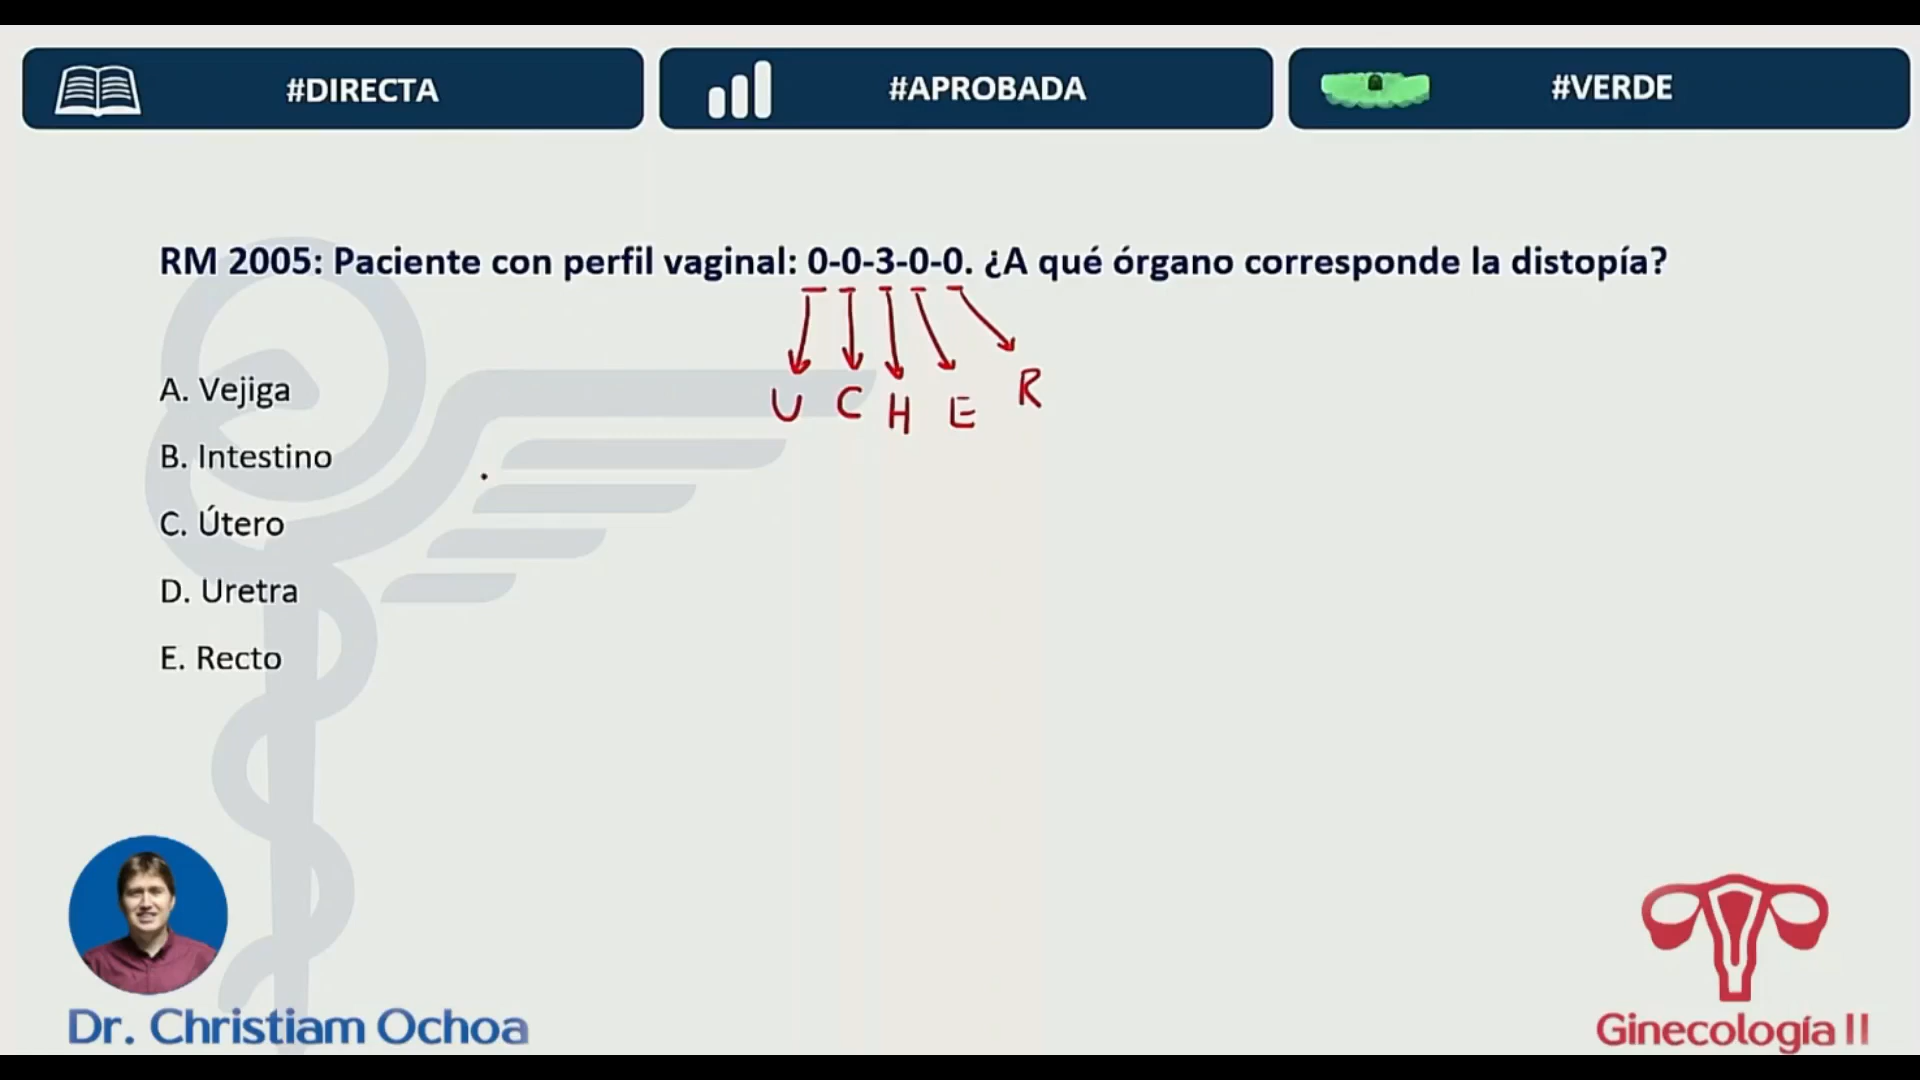 #DIRECTA
#APROBADA
#VERDE
RM 2005: Paciente con perfil vaginal: 0-0-3-0-0. ¿A qué órgano corresponde la distopía?
U C H E R
A. Vejiga
B. Intestino
C. Útero
D. Uretra
E. Recto
Dr. Christiam Ochoa
Ginecología II